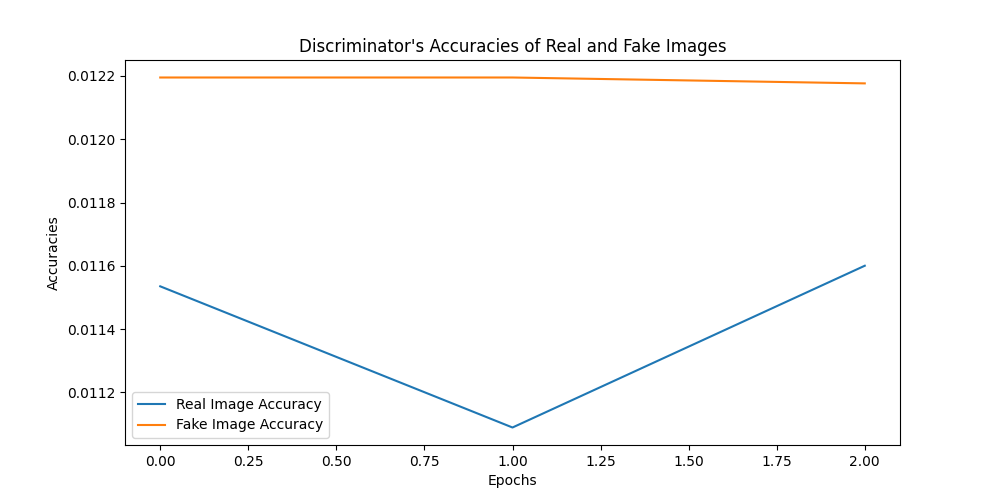 Discriminator's Accuracies of Real and Fake Images
Accuracies
0.0122
0.0120
0.0118
0.0116
0.0114
0.0112
Real Image Accuracy
Fake Image Accuracy
0.00 0.25 0.50 0.75 1.00 1.25 1.50 1.75 2.00
Epochs